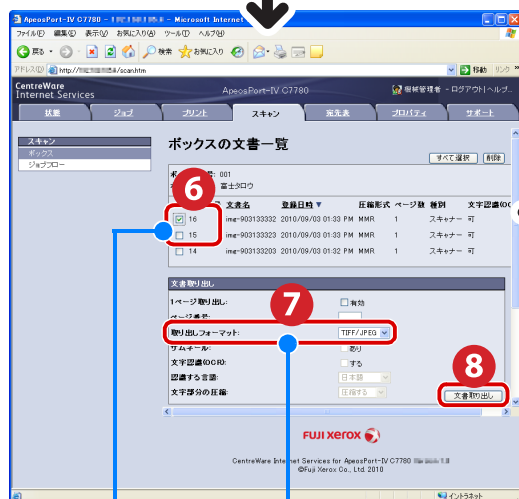 ApeosPort-IV C7780 - - Microsoft Internet
ファイル(F) 編集(E) 表示(V) お気に入り(A) ツール(T) ヘルプ(H)
戻る 検索 お気に入り
アドレス(D) http:// /scan.htm 移動 リンク »
CentreWare
Internet Services
ApeosPort-IV C7780
機械管理者 - ログアウト|ヘルプ..
状態 ジョブ プリント スキャン 宛先表 プロパティ サポート
スキャン
ボックス
ジョブフロー
ボックスの文書一覧
すべて選択 削除
001
富士タロウ
6
文書名 登録日時 ▼ 圧縮形式 ページ数 種別 文字認識(OC
16 img-903133332 2010/09/03 01:33 PM MMR 1 スキャナー 可
15 img-903133323 2010/09/03 01:33 PM MMR 1 スキャナー 可
14 img-903133239 2010/09/03 01:32 PM MMR 1 スキャナー 可
文書取り出し
1ページ取り出し: 有効
7
ページ番号:
取り出しフォーマット: TIFF/JPEG
サムネール: あり
文字認識(OCR): する
8
認識する言語: 日本語
文字部分の圧縮: 圧縮する
文書取り出し
FUJI XEROX
CentreWare Internet Services for ApeosPort-IV C7780 1.8
©Fuji Xerox Co., Ltd. 2010
イントラネット